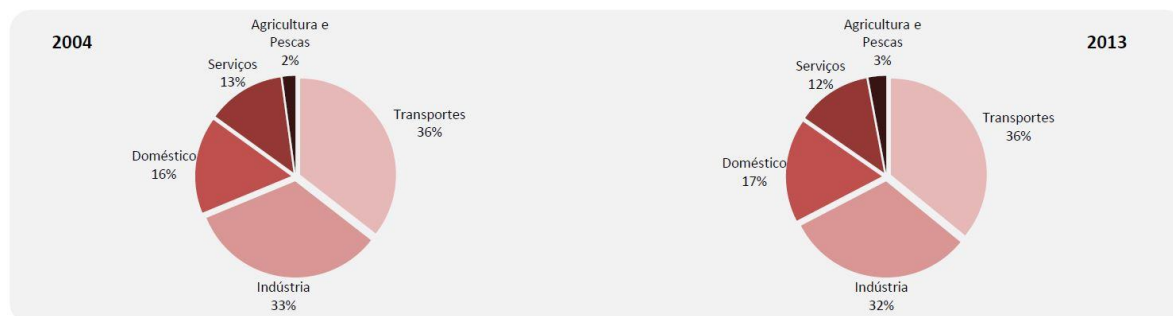 2004
Agricultura e
Pescas
2%
Serviços
13%
Transportes
36%
Doméstico
16%
Indústria
33%
2013
Agricultura e
Pescas
3%
Serviços
12%
Transportes
36%
Doméstico
17%
Indústria
32%